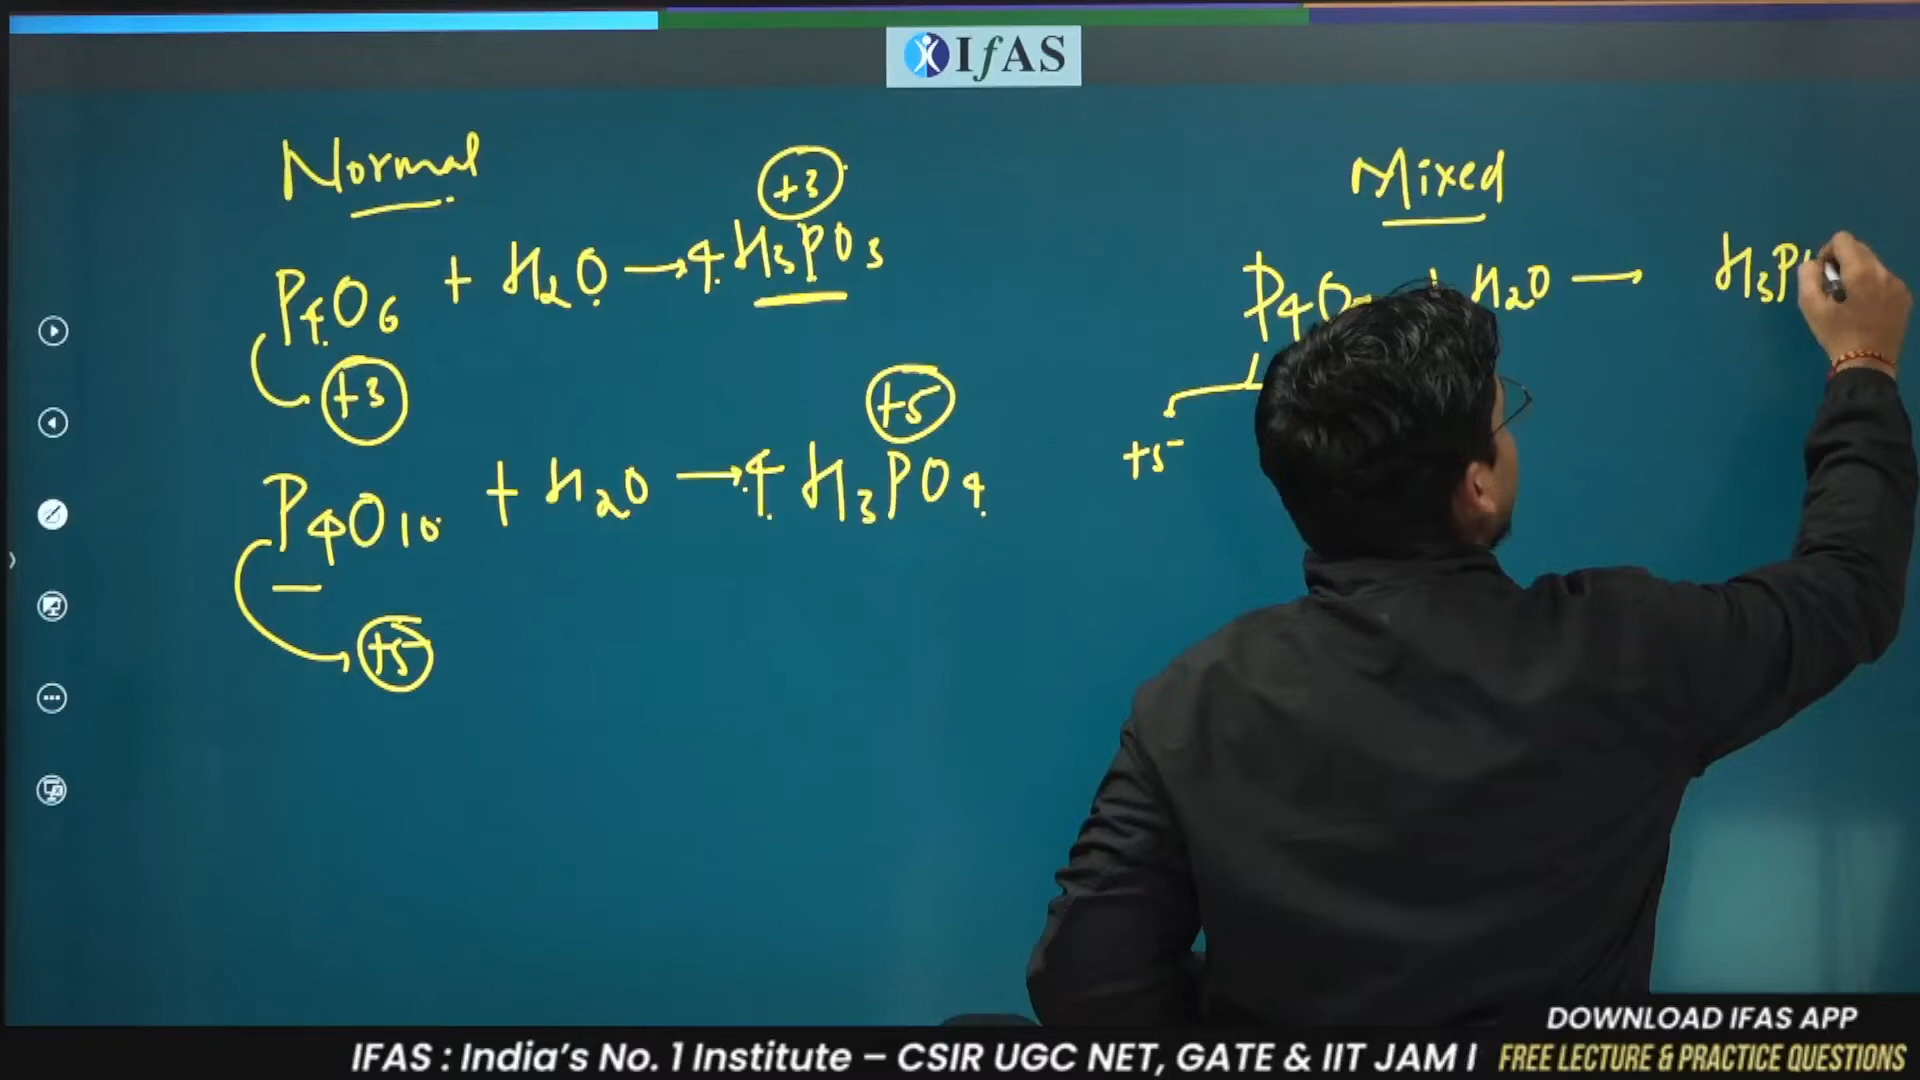 IfAS
Normal
+3
P₄O₆ + H₂O → 4 H₃PO₃
+3
+5
P₄O₁₀ + H₂O → 4 H₃PO₄
+5
Mixed
P₄O + H₂O → H₃P
+5
DOWNLOAD IFAS APP
IFAS : India's No. 1 Institute – CSIR UGC NET, GATE & IIT JAM I FREE LECTURE & PRACTICE QUESTIONS